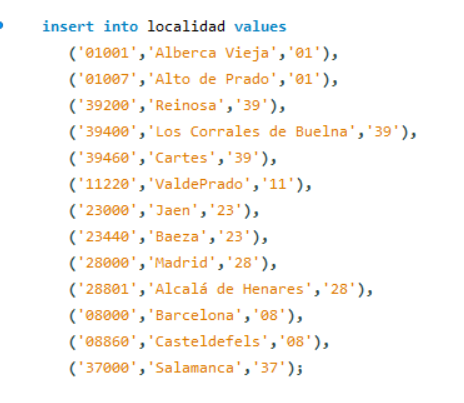 insert into localidad values
('01001','Alberca Vieja','01'),
('01007','Alto de Prado','01'),
('39200','Reinosa','39'),
('39400','Los Corrales de Buelna','39'),
('39460','Cartes','39'),
('11220','ValdePrado','11'),
('23000','Jaen','23'),
('23440','Baeza','23'),
('28000','Madrid','28'),
('28801','Alcalá de Henares','28'),
('08000','Barcelona','08'),
('08860','Casteldefels','08'),
('37000','Salamanca','37');